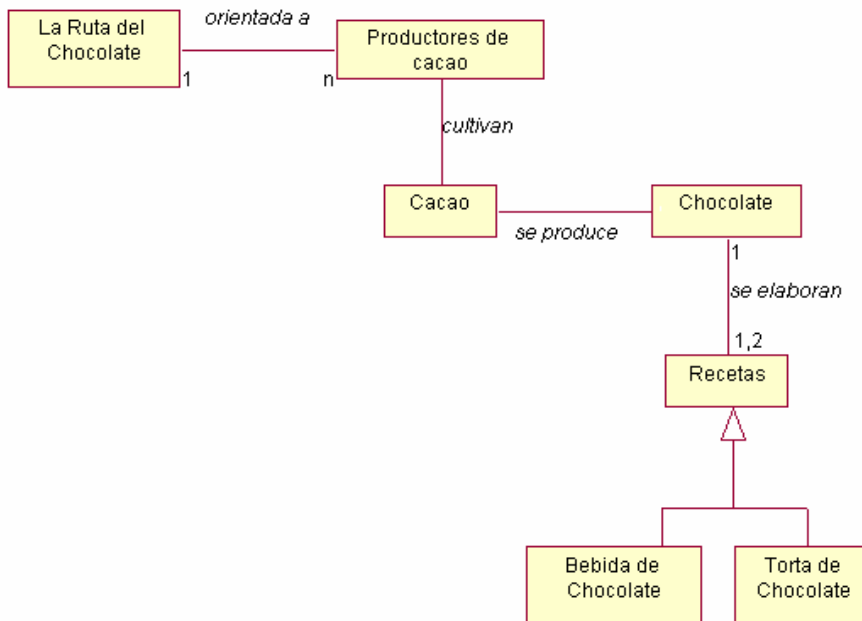 orientada a
La Ruta del
Chocolate
Productores de
cacao
1
n
cultivan
Cacao
Chocolate
se produce
1
se elaboran
1,2
Recetas
Bebida de
Chocolate
Torta de
Chocolate